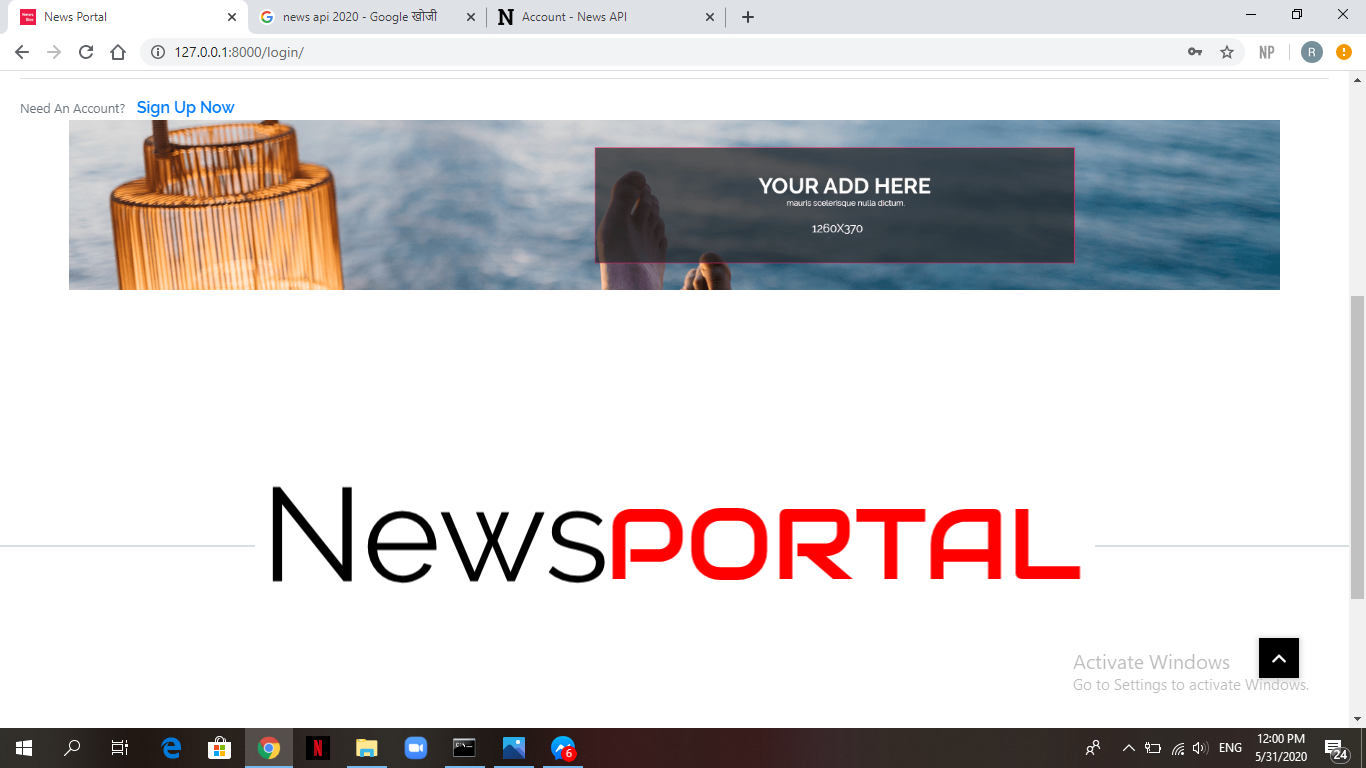 News Portal
news api 2020 - Google खोजी
Account - News API
127.0.0.1:8000/login/
NP
R
Need An Account? Sign Up Now
YOUR ADD HERE
mauris scelerisque nulla dictum.
1260X370
NewsPORTAL
Activate Windows
Go to Settings to activate Windows.
N
6
ENG
12:00 PM
5/31/2020
24